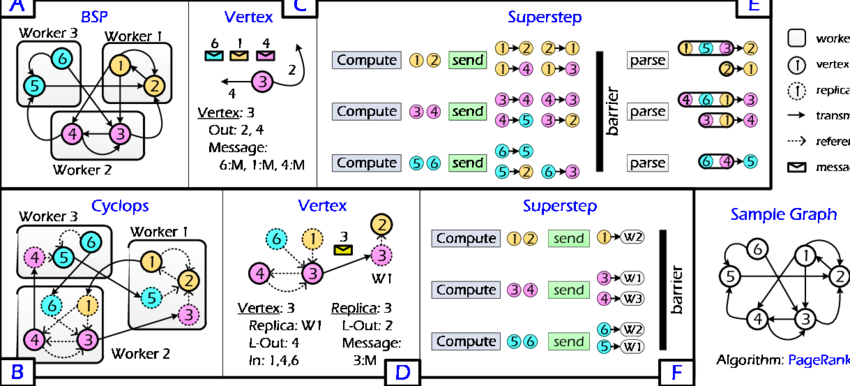 A
BSP
Worker 3
Worker 1
6
1
5
2
4
3
Worker 2
Vertex
C
6 1 4
3
2
4
Vertex: 3
Out: 2, 4
Message:
6:M, 1:M, 4:M
Superstep
E
Compute 1 2 send 1 2 2 1
1 4 1 3
Compute 3 4 send 3 4 4 3
4 5 3 2
Compute 5 6 send 6 5
5 2 6 3
barrier
parse 1 5 3 2
2 1
parse 4 6 1 3
3 1 4
parse 6 4 5
1 vertex
Cyclops
Worker 3
Worker 1
6
4 5
1
2
5
3
6 1
4 3
Worker 2
B
Vertex
6 1 3 2
4 3 3
W1
Vertex: 3
Replica: W1
L-Out: 4
In: 1,4,6
Replica: 3
L-Out: 2
Message:
3:M
D
Superstep
Compute 1 2 send 1 W2
Compute 3 4 send 3 W1
4 W3
Compute 5 6 send 6 W2
5 W1
barrier
F
Sample Graph
6 1
5 2
4 3
Algorithm: PageRank